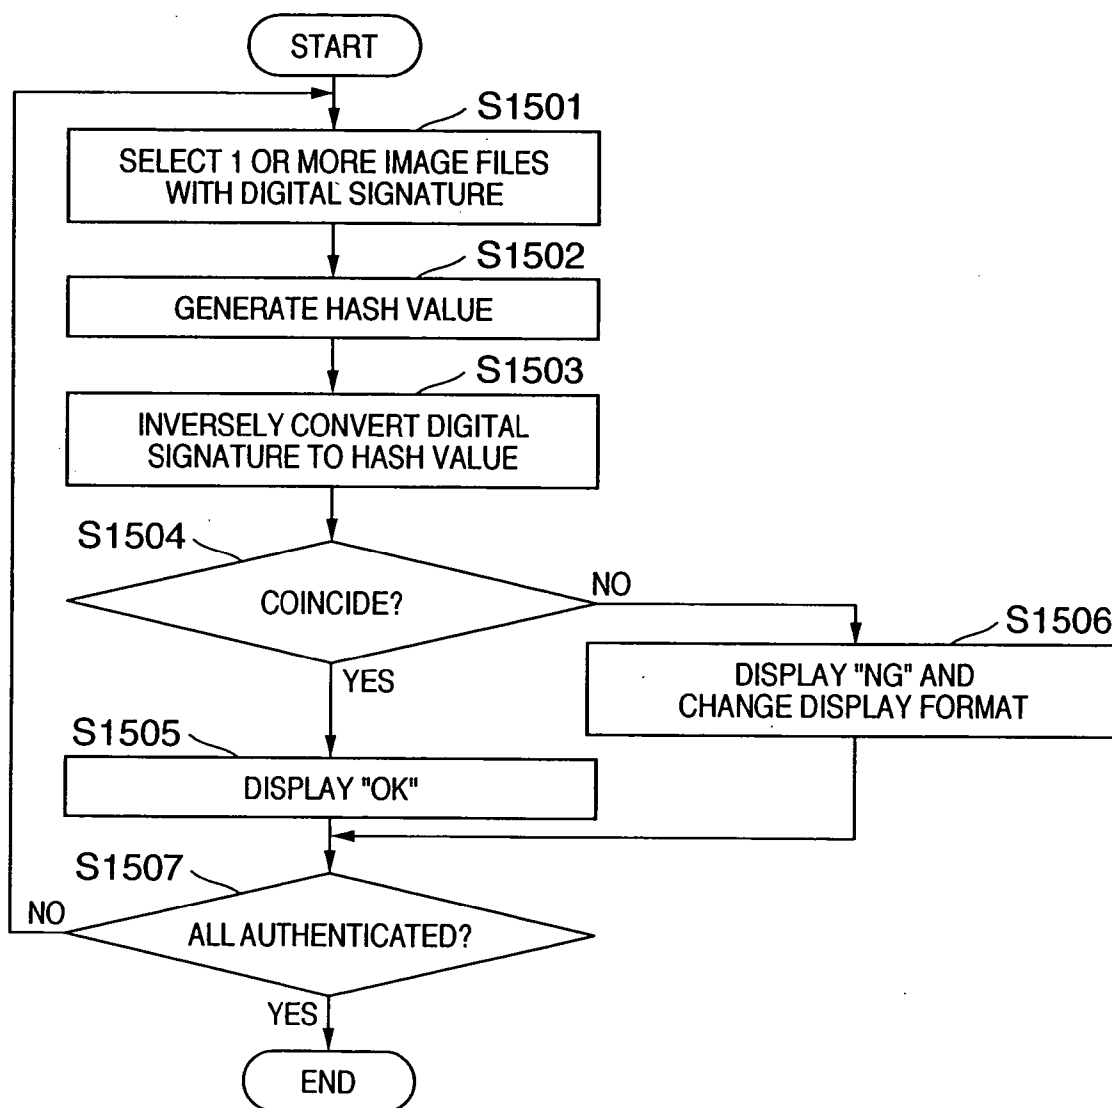 START
S1501
SELECT 1 OR MORE IMAGE FILES
WITH DIGITAL SIGNATURE
S1502
GENERATE HASH VALUE
S1503
INVERSELY CONVERT DIGITAL
SIGNATURE TO HASH VALUE
S1504
COINCIDE?
NO
YES
S1506
DISPLAY "NG" AND
CHANGE DISPLAY FORMAT
S1505
DISPLAY "OK"
S1507
ALL AUTHENTICATED?
NO
YES
END